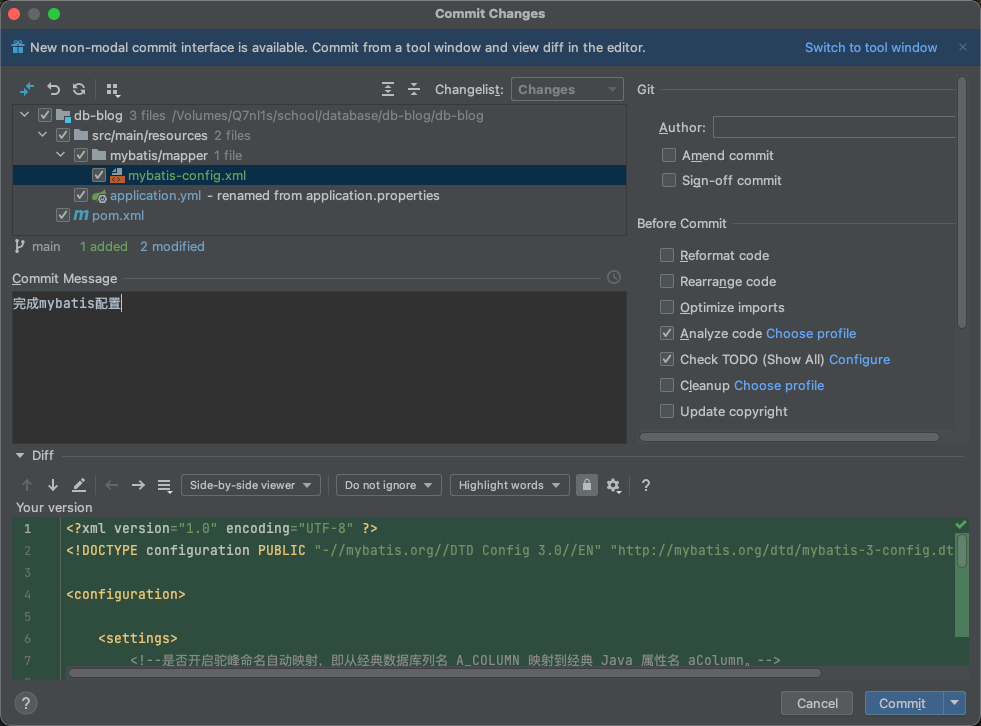 Commit Changes
New non-modal commit interface is available. Commit from a tool window and view diff in the editor. Switch to tool window
Changelist: Changes
db-blog 3 files /Volumes/Q7nl1s/school/database/db-blog/db-blog
src/main/resources 2 files
mybatis/mapper 1 file
mybatis-config.xml
application.yml - renamed from application.properties
m pom.xml
main 1 added 2 modified
Commit Message
完成mybatis配置
Git
Author:
Amend commit
Sign-off commit
Before Commit
Reformat code
Rearrange code
Optimize imports
Analyze code Choose profile
Check TODO (Show All) Configure
Cleanup Choose profile
Update copyright
Diff
Side-by-side viewer Do not ignore Highlight words ?
Your version
1 <?xml version="1.0" encoding="UTF-8" ?>
2 <!DOCTYPE configuration PUBLIC "-//mybatis.org//DTD Config 3.0//EN" "http://mybatis.org/dtd/mybatis-3-config.dt
3
4 <configuration>
5
6 <settings>
7 <!--是否开启驼峰命名自动映射，即从经典数据库列名 A_COLUMN 映射到经典 Java 属性名 aColumn。-->
? Cancel Commit